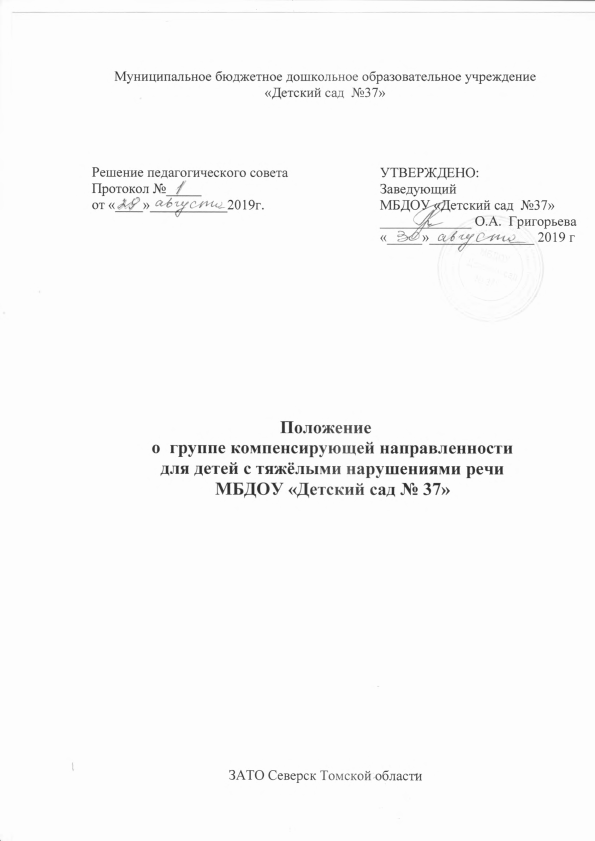 Муниципальное бюджетное дошкольное образовательное учреждение
«Детский сад №37»
Решение педагогического совета
Протокол № 1
от «28» августа 2019г.
УТВЕРЖДЕНО:
Заведующий
МБДОУ «Детский сад №37»
О.А. Григорьева
«30» августа 2019 г
Положение
о группе компенсирующей направленности
для детей с тяжёлыми нарушениями речи
МБДОУ «Детский сад № 37»
ЗАТО Северск Томской области